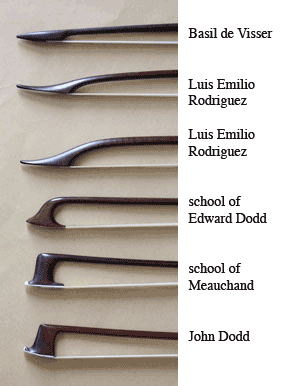 Basil de Visser
Luis Emilio
Rodriguez
Luis Emilio
Rodriguez
school of
Edward Dodd
school of
Meauchand
John Dodd